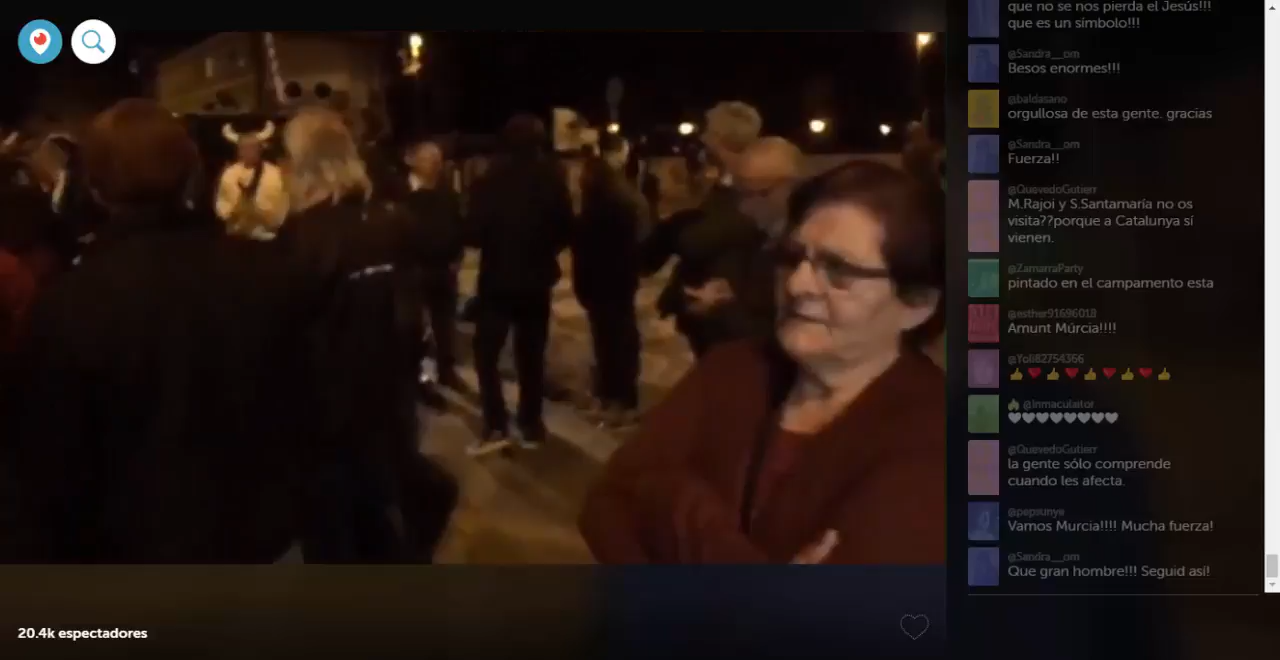 que no se nos pierda el Jesús!!!
que es un símbolo!!!
@Sandra__om
Besos enormes!!!
@baldasano
orgullosa de esta gente. gracias
@Sandra__om
Fuerza!!
@QuevedoGutierr
M.Rajoi y S.Santamaría no os
visita??porque a Catalunya sí
vienen.
@ZamarraParty
pintado en el campamento esta
@esther91696018
Amunt Múrcia!!!!
@Yoli82754366
👍❤️👍❤️👍❤️👍❤️👍
@Inmaculaitor
🤍🤍🤍🤍🤍🤍🤍🤍
@QuevedoGutierr
la gente sólo comprende
cuando les afecta.
@pepsunye
Vamos Murcia!!!! Mucha fuerza!
@Sandra__om
Que gran hombre!!! Seguid así!
20.4k espectadores